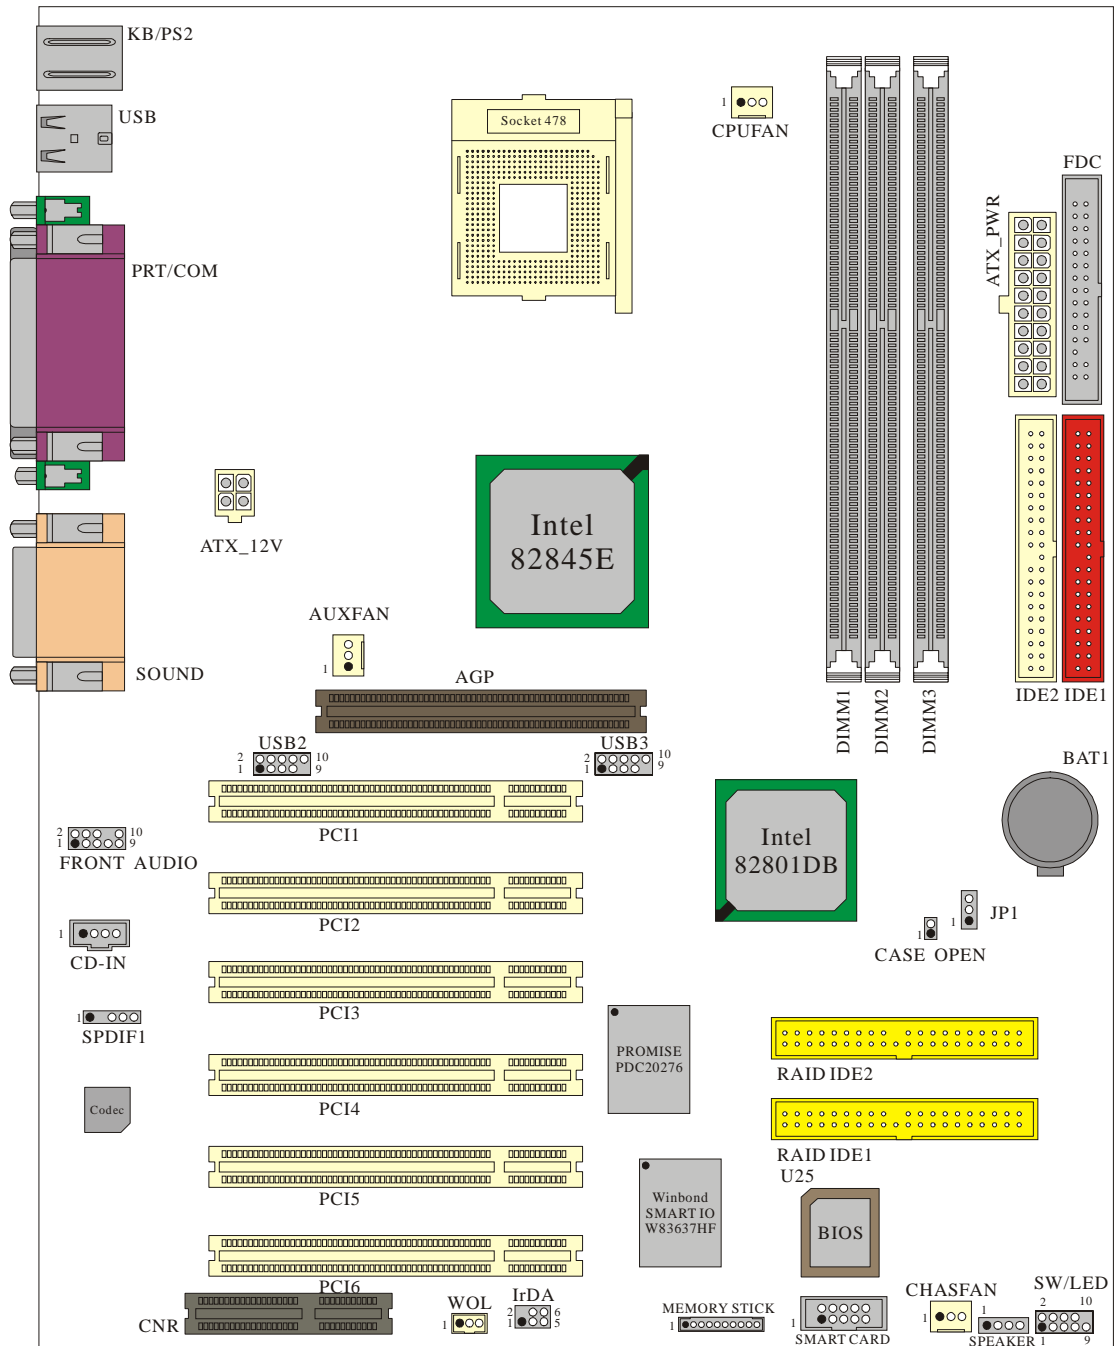 KB/PS2
USB
Socket 478
1
CPUFAN
FDC
ATX_PWR
PRT/COM
ATX_12V
Intel
82845E
AUXFAN
1
SOUND
AGP
IDE2
IDE1
DIMM1
DIMM2
DIMM3
USB2
2
10
1
9
USB3
2
10
1
9
BAT1
PCI1
2
10
1
9
FRONT AUDIO
Intel
82801DB
PCI2
1
CD-IN
1
JP1
1
CASE OPEN
PCI3
1
SPDIF1
PROMISE
PDC20276
RAID IDE2
PCI4
Codec
RAID IDE1
U25
PCI5
Winbond
SMART IO
W83637HF
BIOS
PCI6
CNR
WOL
1
IrDA
2
6
1
5
MEMORY STICK
1
1
SMART CARD
CHASFAN
1
1
SPEAKER
SW/LED
2
10
1
9